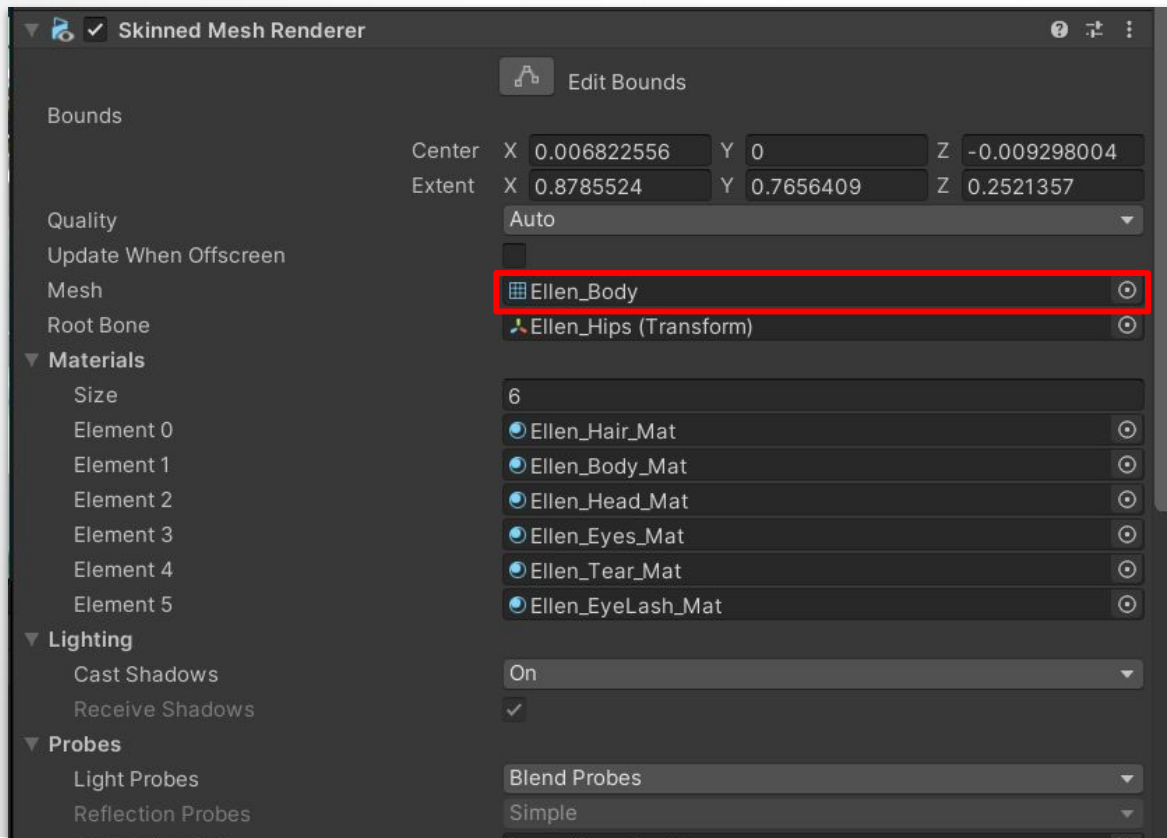 Skinned Mesh Renderer
Edit Bounds
Bounds
Center X 0.006822556 Y 0 Z -0.009298004
Extent X 0.8785524 Y 0.7656409 Z 0.2521357
Quality Auto
Update When Offscreen
Mesh Ellen_Body
Root Bone Ellen_Hips (Transform)
Materials
Size 6
Element 0 Ellen_Hair_Mat
Element 1 Ellen_Body_Mat
Element 2 Ellen_Head_Mat
Element 3 Ellen_Eyes_Mat
Element 4 Ellen_Tear_Mat
Element 5 Ellen_EyeLash_Mat
Lighting
Cast Shadows On
Receive Shadows
Probes
Light Probes Blend Probes
Reflection Probes Simple